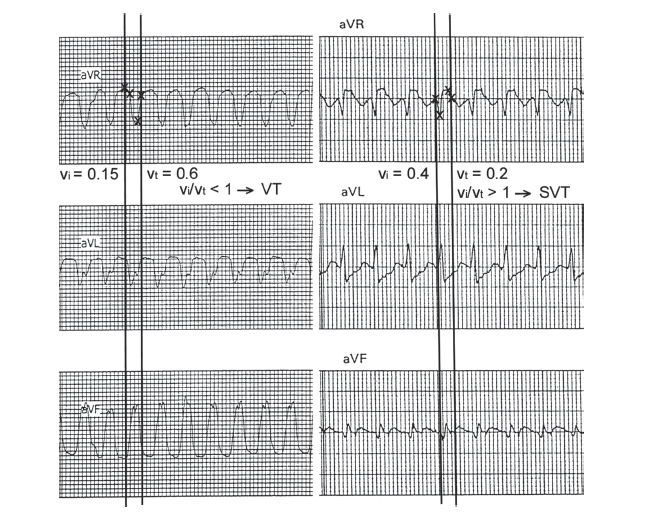 aVR
aVR
vi = 0.15 vt = 0.6
vi/vt < 1 → VT
vi = 0.4 vt = 0.2
vi/vt > 1 → SVT
aVL
aVL
aVF
aVF